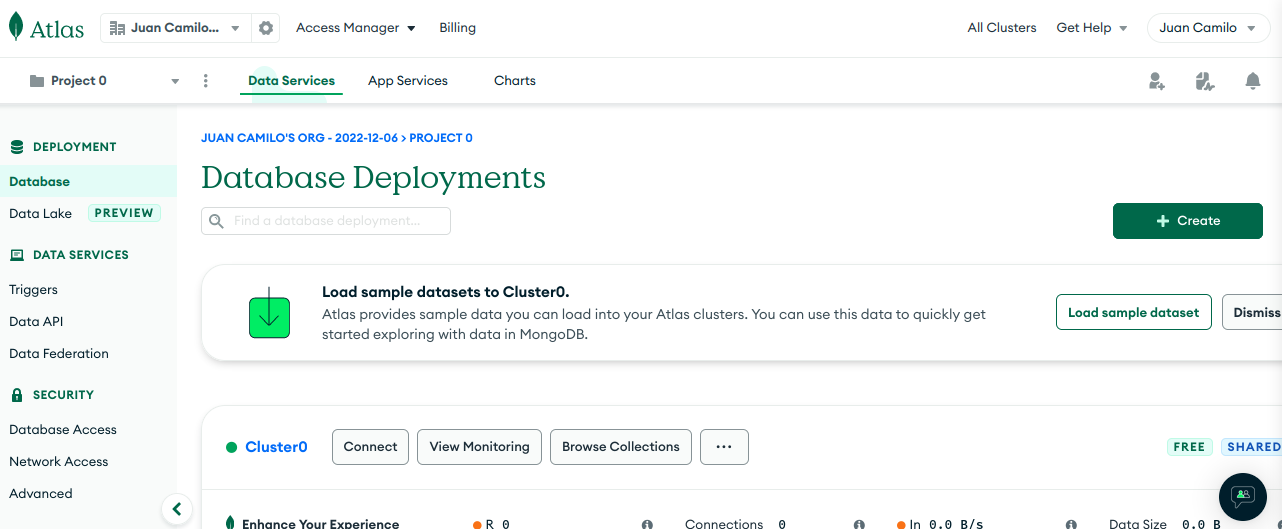 Atlas
Juan Camilo...
Access Manager
Billing
All Clusters
Get Help
Juan Camilo
Project 0
Data Services
App Services
Charts
DEPLOYMENT
Database
Data Lake PREVIEW
DATA SERVICES
Triggers
Data API
Data Federation
SECURITY
Database Access
Network Access
Advanced
JUAN CAMILO'S ORG - 2022-12-06 > PROJECT 0
Database Deployments
Find a database deployment...
+ Create
Load sample datasets to Cluster0.
Atlas provides sample data you can load into your Atlas clusters. You can use this data to quickly get
started exploring with data in MongoDB.
Load sample dataset
Dismiss
Cluster0
Connect
View Monitoring
Browse Collections
...
FREE
SHARED
Enhance Your Experience
R 0
Connections 0
In 0.0 B/s
Data Size 0.0 B